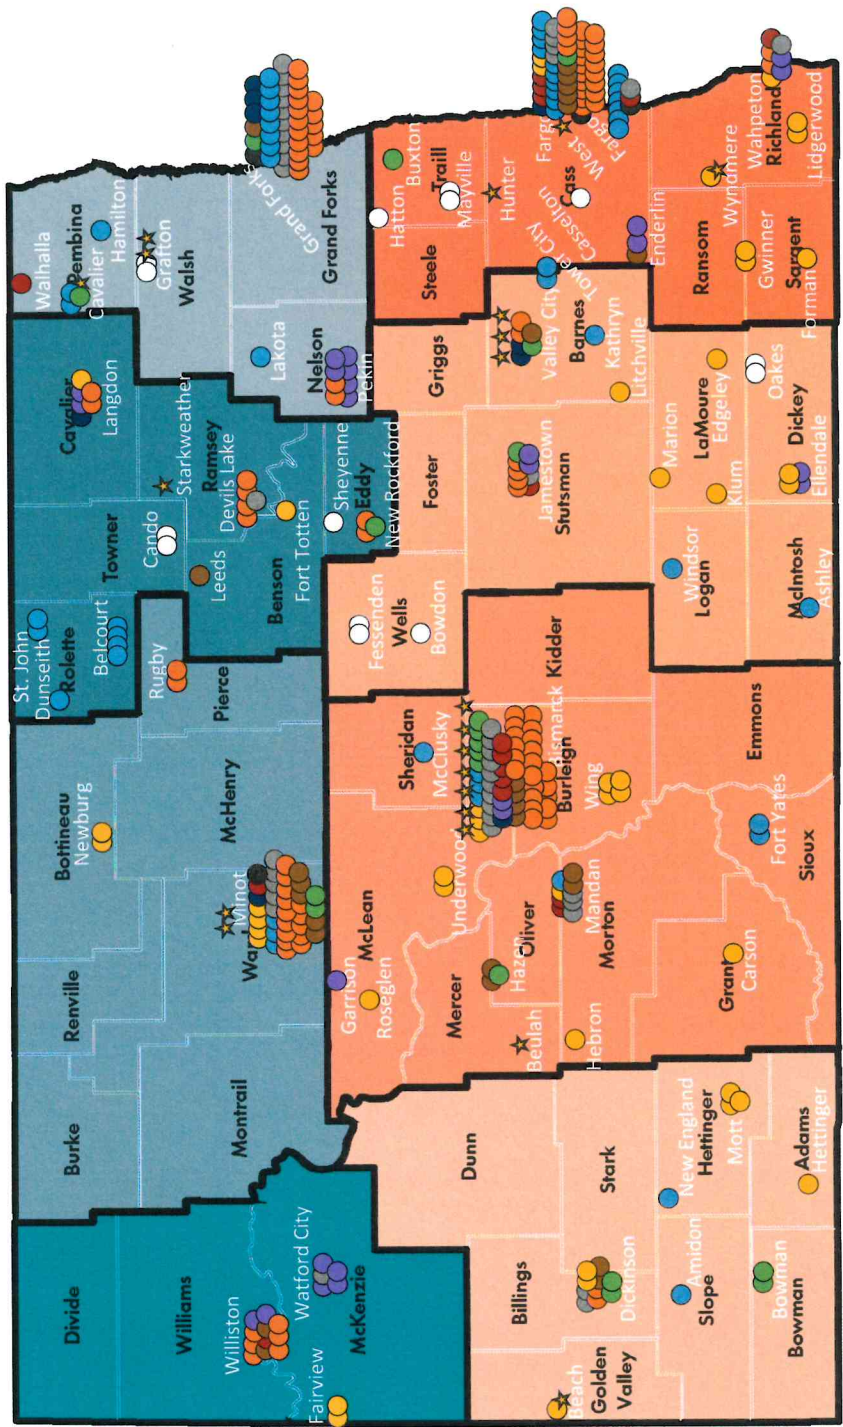 Divide
Burke
Renville
Bottineau
Newburg
St. John
Dunseith
Rolette
Belcourt
Towner
Cando
Cavalier
Langdon
Walhalla
Pembina
Cavalier
Hamilton
Williams
Williston
Montrail
Minot
Wa
McHenry
Rugby
Pierce
Leeds
Starkweather
Ramsey
Devils Lake
Benson
Fort Totten
Grafton
Walsh
Lakota
Nelson
Pekin
Grand Forks
Grand Forks
Fairview
Watford City
McKenzie
Garrison
Roseglen
McLean
Underwood
Sheridan
McClusky
Fessenden
Wells
Bowdon
Sheyenne
Eddy
New Rockford
Foster
Griggs
Steele
Hatton
Buxton
Traill
Mayville
Dunn
Mercer
Beulah
Hazen
Oliver
Billings
Beach
Golden
Valley
Stark
Dickinson
Hebron
Mandan
Morton
Bismarck
Burleigh
Wing
Kidder
Jamestown
Stutsman
Valley City
Barnes
Kathryn
Litchville
Tower City
Casselton
Hunter
Cass
Fargo
West
Fargo
Enderlin
Slope
Amidon
New England
Hettinger
Mott
Grant
Carson
Sioux
Fort Yates
Emmons
Windsor
Logan
Marion
Klum
LaMoure
Edgeley
Ransom
Gwinner
Sargent
Forman
Wyndmere
Wahpeton
Richland
Lidgerwood
Bowman
Bowman
Adams
Hettinger
McIntosh
Ashley
Ellendale
Dickey
Oakes